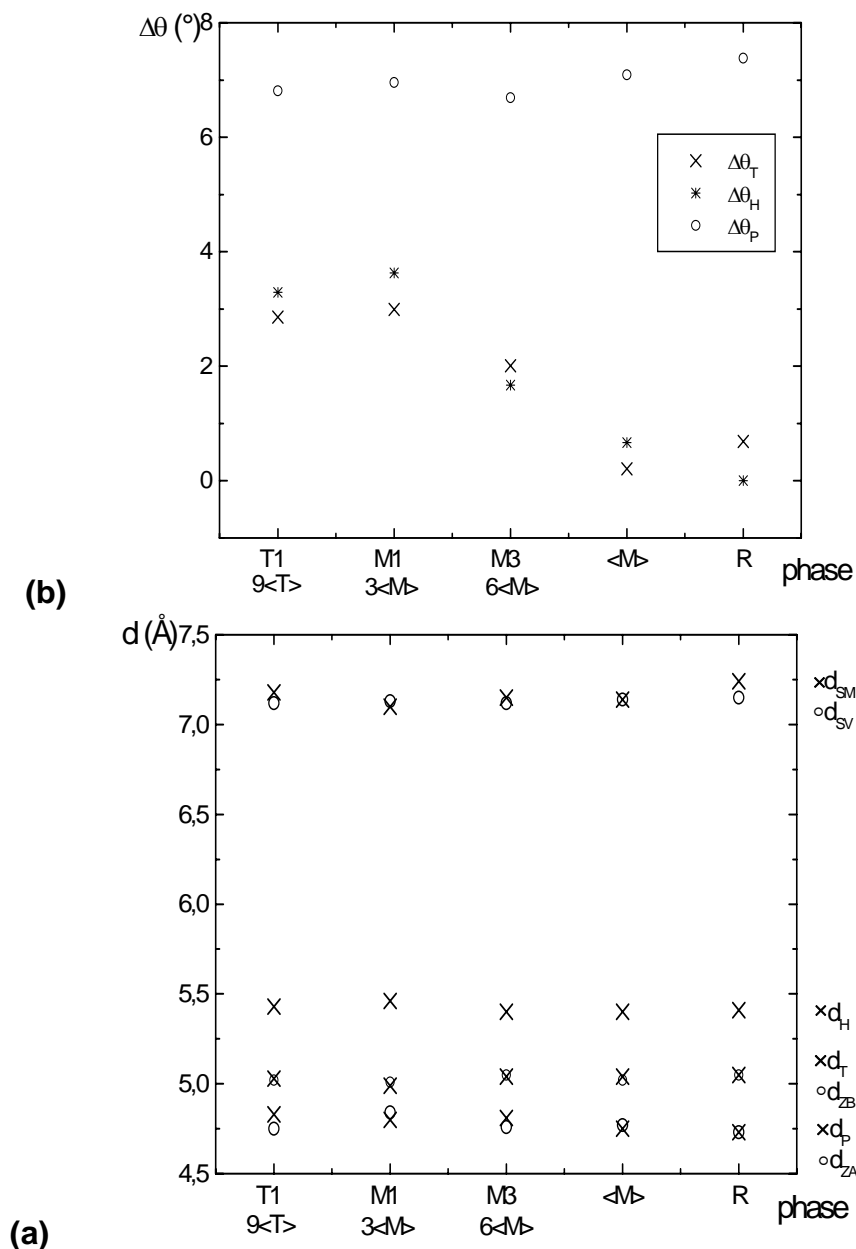 Δθ (°)
8
6
4
2
0
× ΔθT
* ΔθH
○ ΔθP
T1 M1 M3 <M> R phase
9<T> 3<M> 6<M>
(b)
d (Å)
7,5
7,0
6,5
6,0
5,5
5,0
4,5
×dSM
○dSV
×dH
×dT
○dZB
×dP
○dZA
T1 M1 M3 <M> R phase
9<T> 3<M> 6<M>
(a)